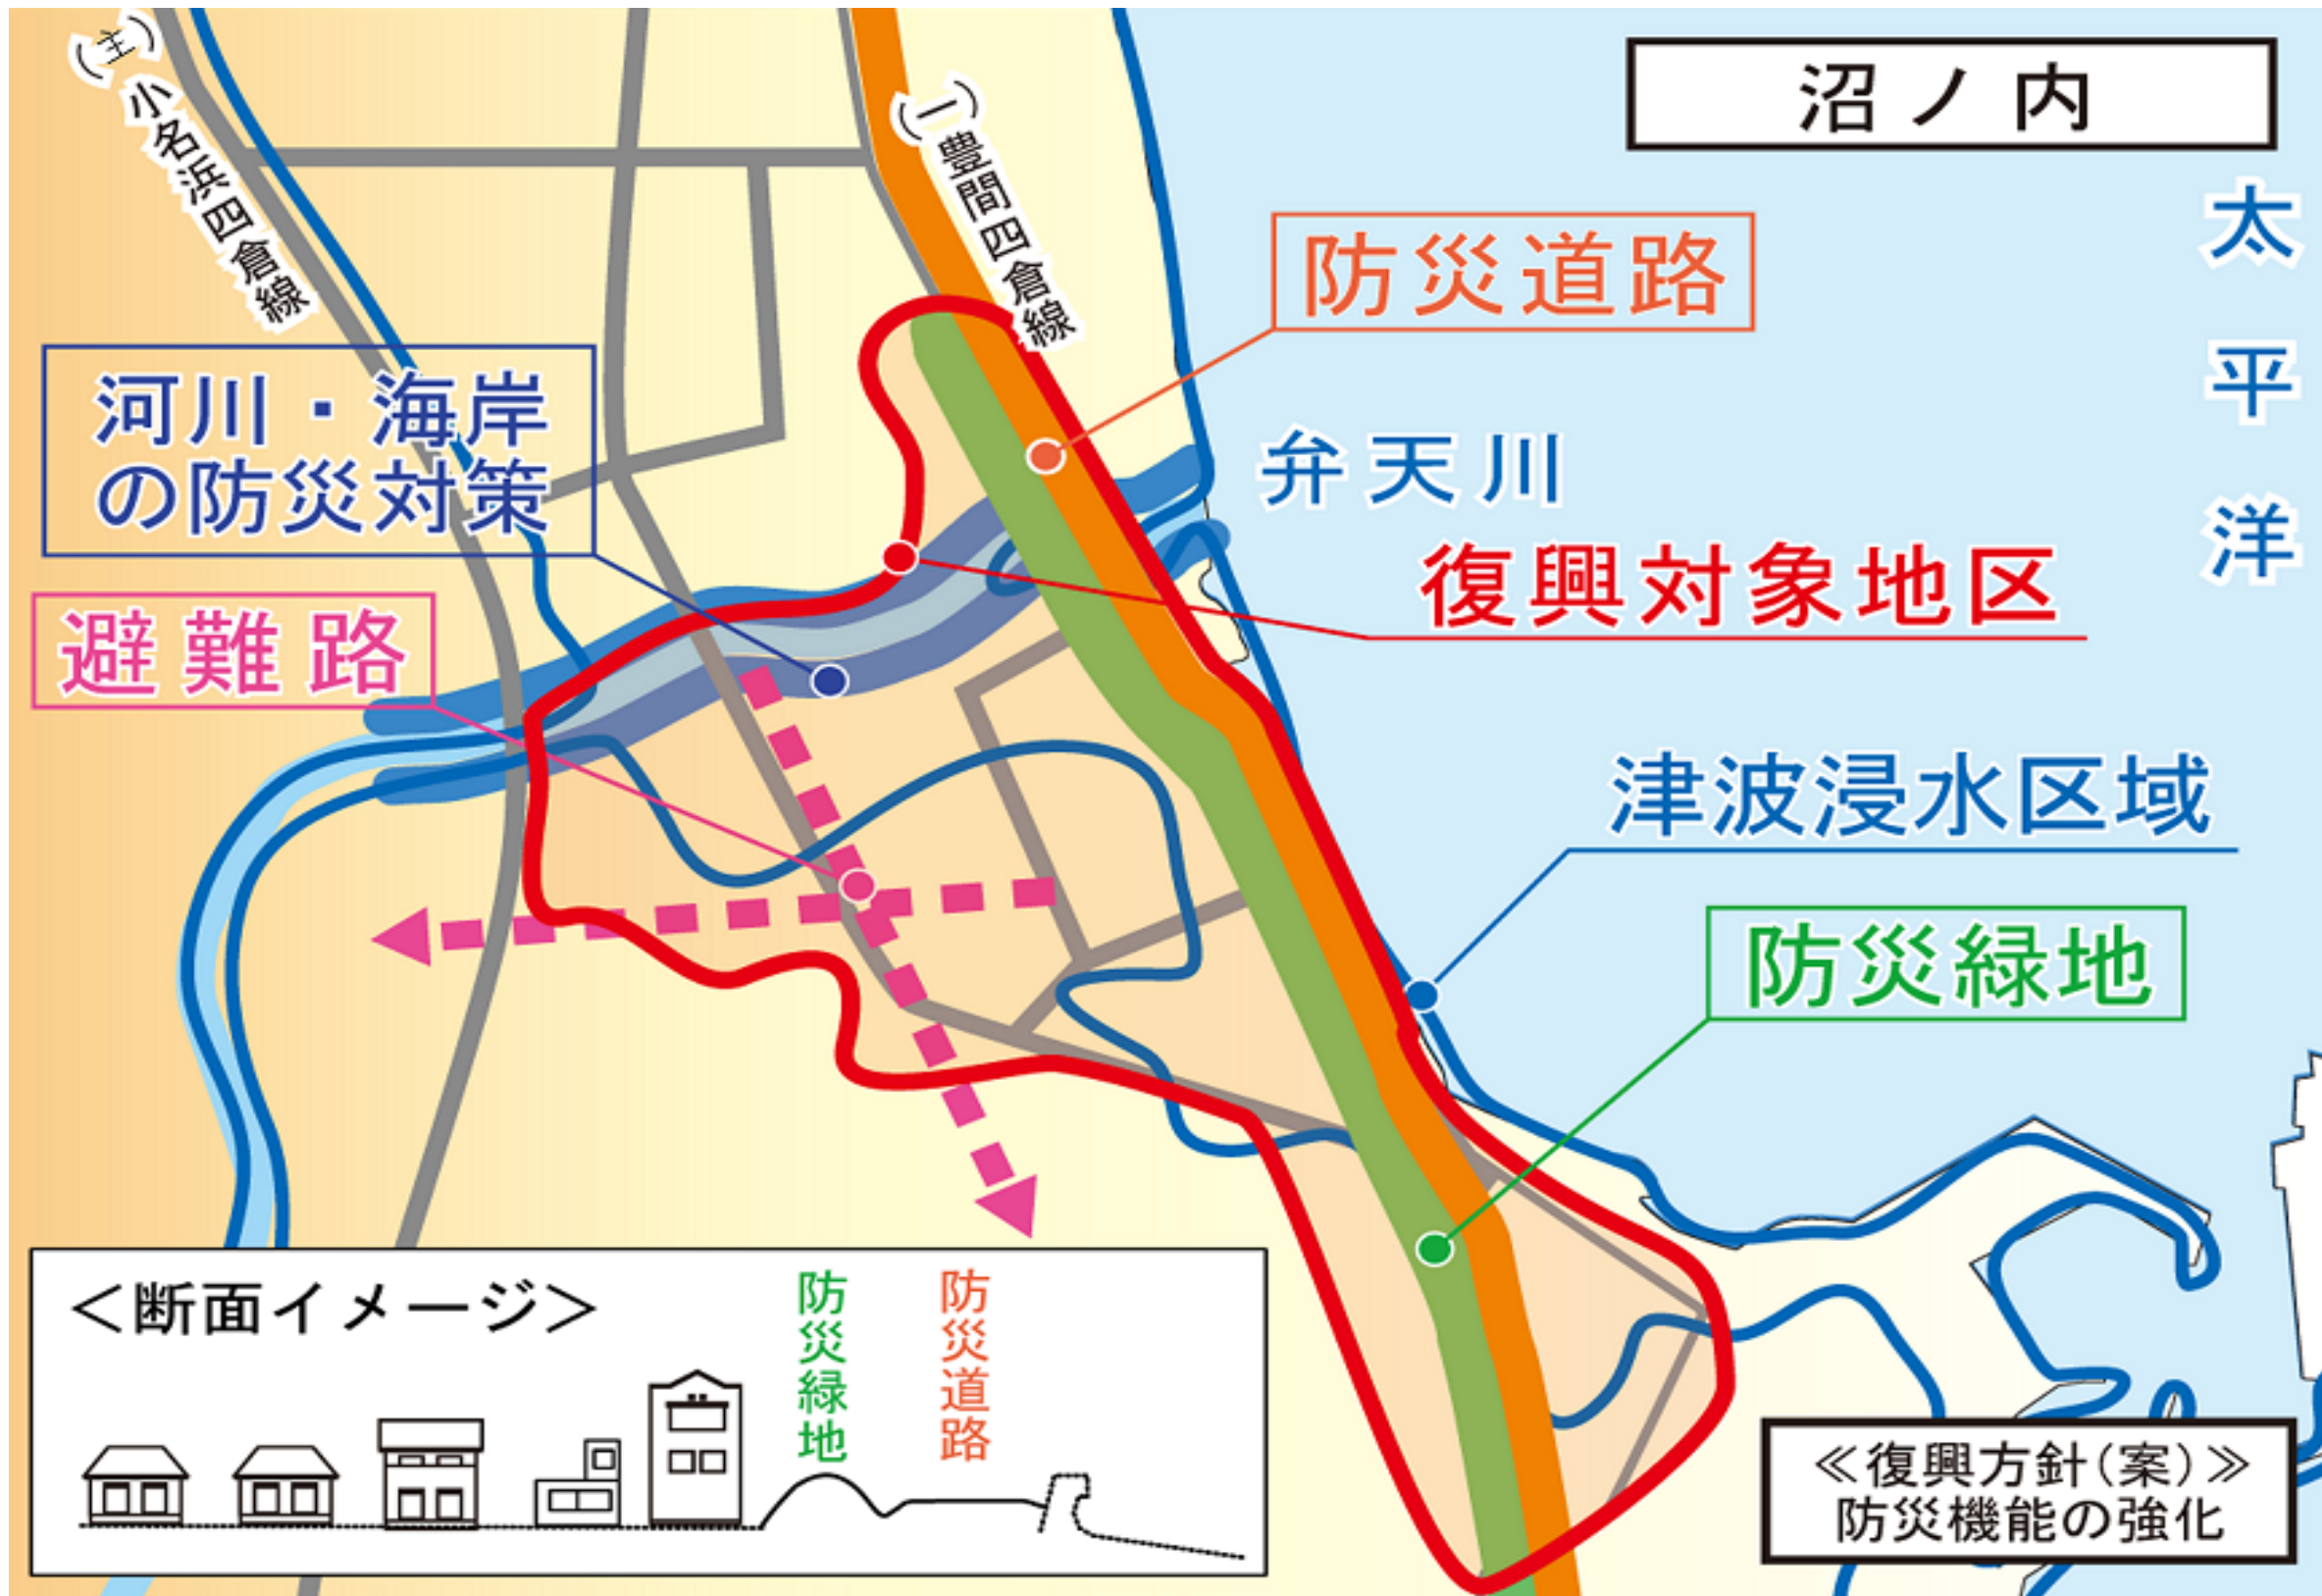 沼ノ内
太平洋
(主)小名浜四倉線
(一)豊間四倉線
防災道路
河川・海岸
の防災対策
弁天川
復興対象地区
避難路
津波浸水区域
防災緑地
＜断面イメージ＞
防災緑地
防災道路
≪復興方針(案)≫
防災機能の強化